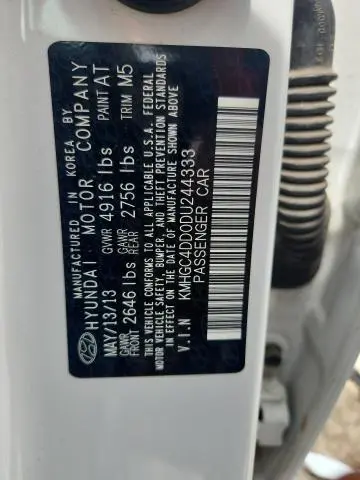 MANUFACTURED IN KOREA BY
HYUNDAI MOTOR COMPANY
MAY/13/13 GVWR 4916 lbs PAINT AT
GAWR FRONT 2646 lbs GAWR REAR 2756 lbs TRIM M5
THIS VEHICLE CONFORMS TO ALL APPLICABLE U.S.A. FEDERAL
MOTOR VEHICLE SAFETY, BUMPER, AND THEFT PREVENTION STANDARDS
IN EFFECT ON THE DATE OF MANUFACTURE SHOWN ABOVE
V.I.N KMHGC4DD0DU244333
PASSENGER CAR